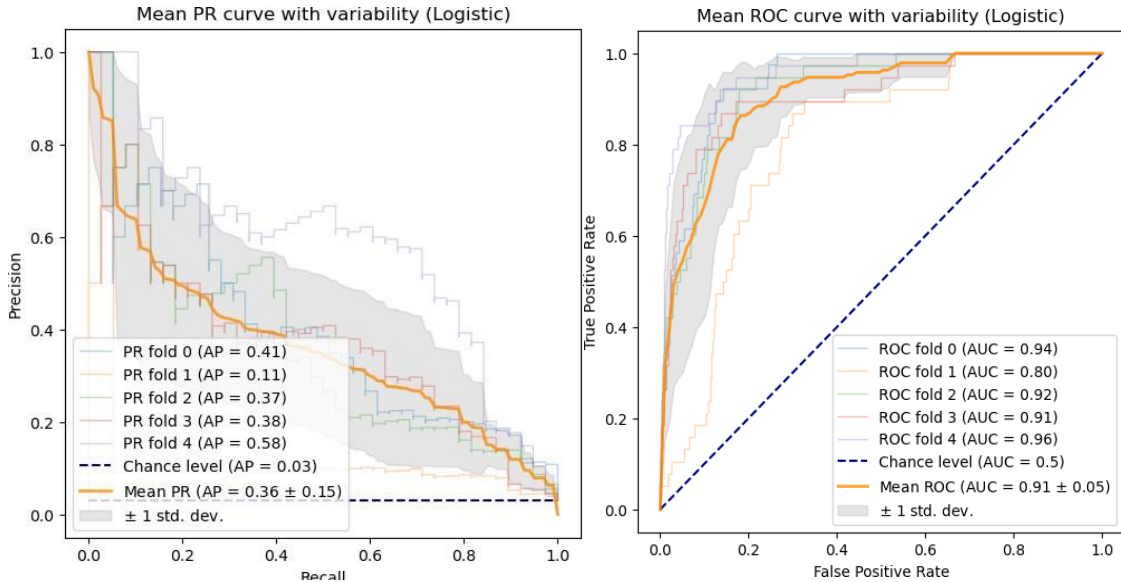 Mean PR curve with variability (Logistic)
1.0
0.8
0.6
0.4
0.2
0.0
Precision
PR fold 0 (AP = 0.41)
PR fold 1 (AP = 0.11)
PR fold 2 (AP = 0.37)
PR fold 3 (AP = 0.38)
PR fold 4 (AP = 0.58)
Chance level (AP = 0.03)
Mean PR (AP = 0.36 ± 0.15)
± 1 std. dev.
0.0 0.2 0.4 0.6 0.8 1.0
Recall
Mean ROC curve with variability (Logistic)
1.0
0.8
0.6
0.4
0.2
0.0
True Positive Rate
ROC fold 0 (AUC = 0.94)
ROC fold 1 (AUC = 0.80)
ROC fold 2 (AUC = 0.92)
ROC fold 3 (AUC = 0.91)
ROC fold 4 (AUC = 0.96)
Chance level (AUC = 0.5)
Mean ROC (AUC = 0.91 ± 0.05)
± 1 std. dev.
0.0 0.2 0.4 0.6 0.8 1.0
False Positive Rate